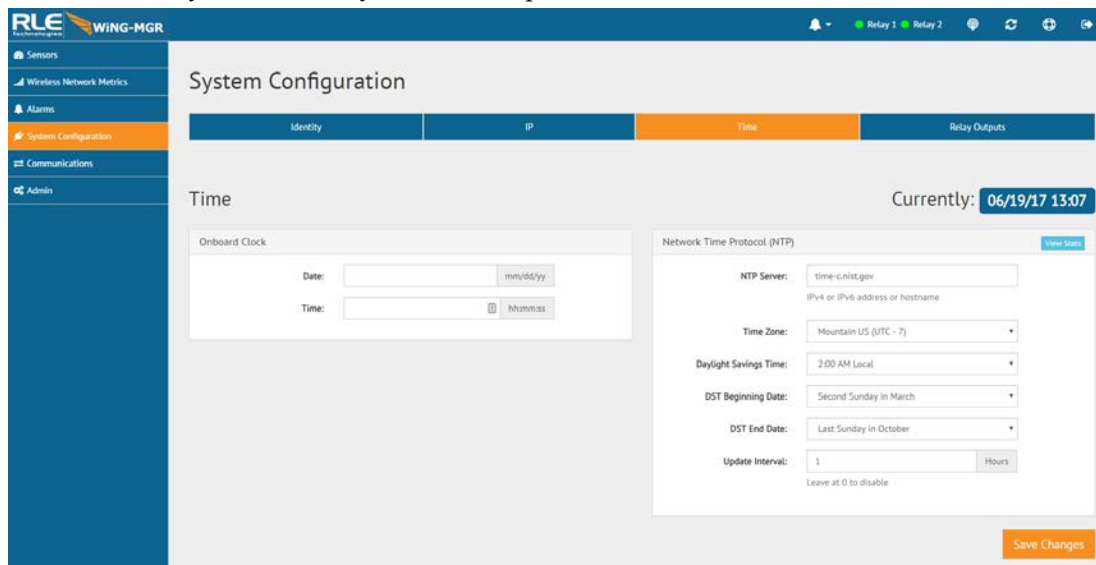 RLE WiNG-MGR
Technologies
Relay 1 Relay 2
Sensors
Wireless Network Metrics
Alarms
System Configuration
Communications
Admin
System Configuration
Identity IP Time Relay Outputs
Time
Currently: 06/19/17 13:07
Onboard Clock
Date: mm/dd/yy
Time: hh:mm:ss
Network Time Protocol (NTP) View Stats
NTP Server: time-c.nist.gov
IPv4 or IPv6 address or hostname
Time Zone: Mountain US (UTC - 7)
Daylight Savings Time: 2:00 AM Local
DST Beginning Date: Second Sunday in March
DST End Date: Last Sunday in October
Update Interval: 1 Hours
Leave at 0 to disable
Save Changes